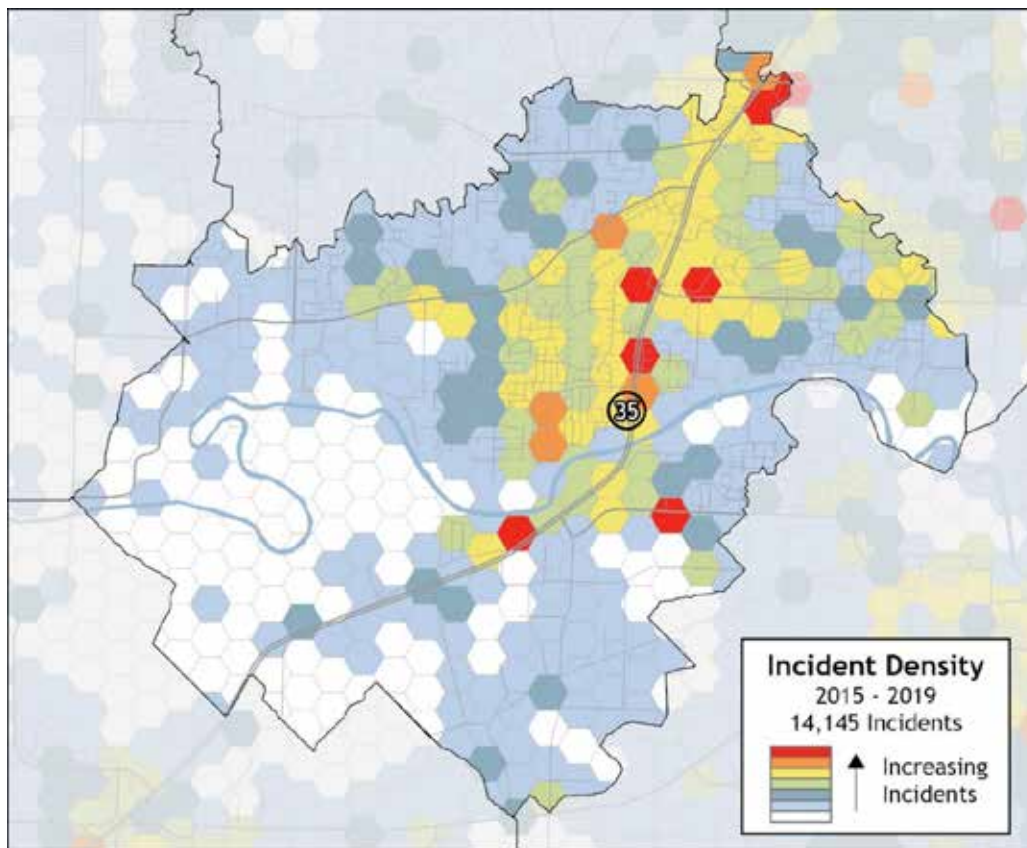 35
Incident Density
2015 - 2019
14,145 Incidents
Increasing
Incidents